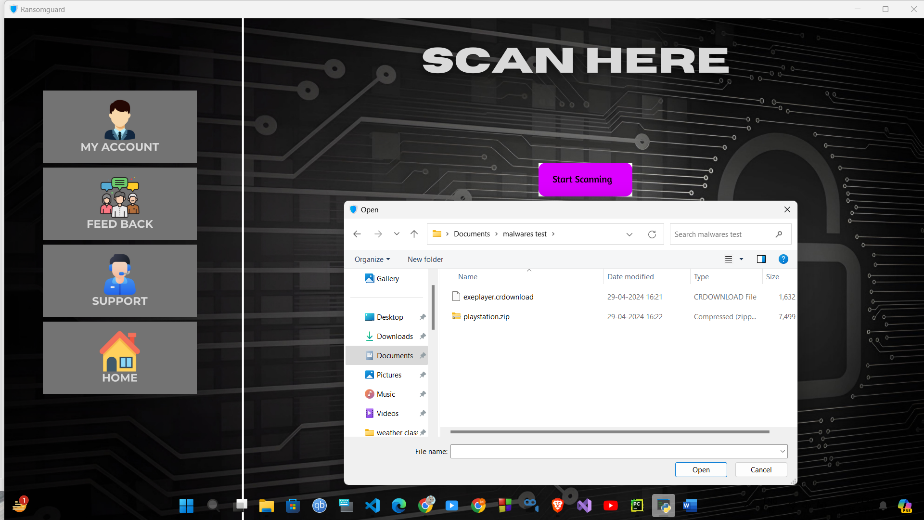 Ransomguard
SCAN HERE
MY ACCOUNT
FEED BACK
SUPPORT
HOME
Start Scanning
Open
Documents
malwares test
Search malwares test
Organize
New folder
Gallery
Desktop
Downloads
Documents
Pictures
Music
Videos
weather class
Name Date modified Type Size
exeplayer.crdownload 29-04-2024 16:21 CRDOWNLOAD File 1,632
playstation.zip 29-04-2024 16:22 Compressed (zipp... 7,499
File name:
Open Cancel
1